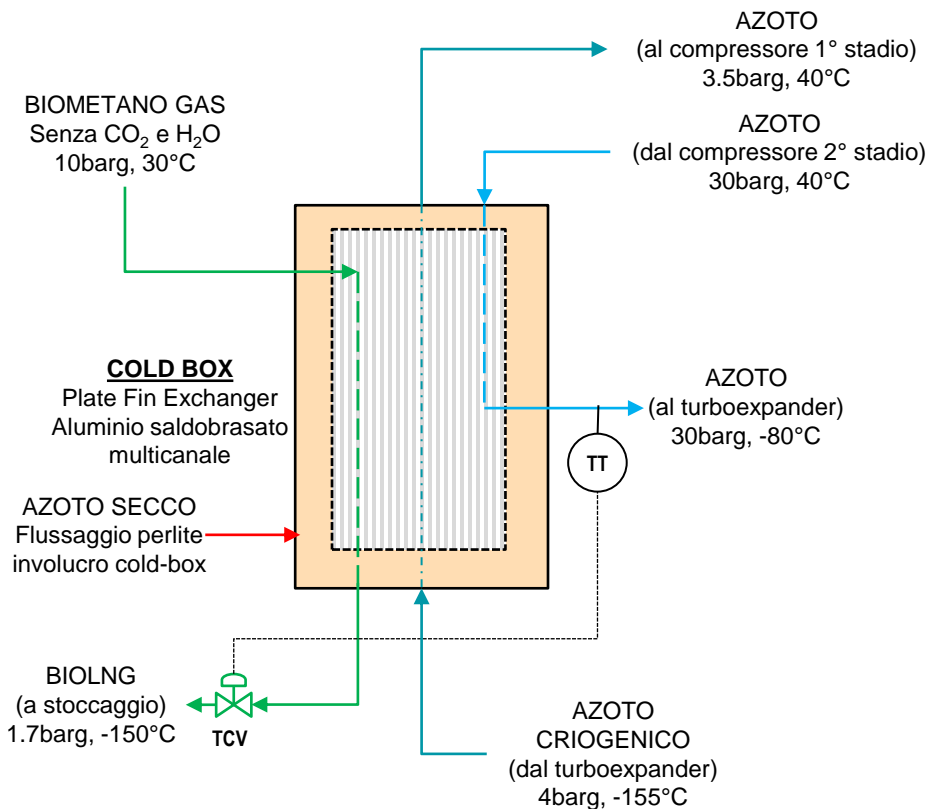 AZOTO
(al compressore 1° stadio)
3.5barg, 40°C
BIOMETANO GAS
Senza CO₂ e H₂O
10barg, 30°C
AZOTO
(dal compressore 2° stadio)
30barg, 40°C
COLD BOX
Plate Fin Exchanger
Aluminio saldobrasato
multicanale
AZOTO
(al turboexpander)
30barg, -80°C
TT
AZOTO SECCO
Flussaggio perlite
involucro cold-box
BIOLNG
(a stoccaggio)
1.7barg, -150°C
TCV
AZOTO
CRIOGENICO
(dal turboexpander)
4barg, -155°C